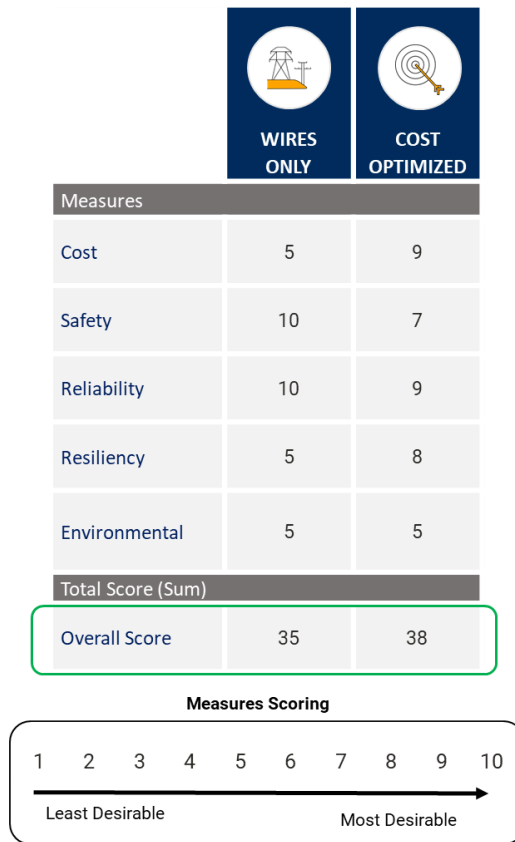 WIRES
ONLY
COST
OPTIMIZED
Measures
Cost 5 9
Safety 10 7
Reliability 10 9
Resiliency 5 8
Environmental 5 5
Total Score (Sum)
Overall Score 35 38
Measures Scoring
1 2 3 4 5 6 7 8 9 10
Least Desirable Most Desirable